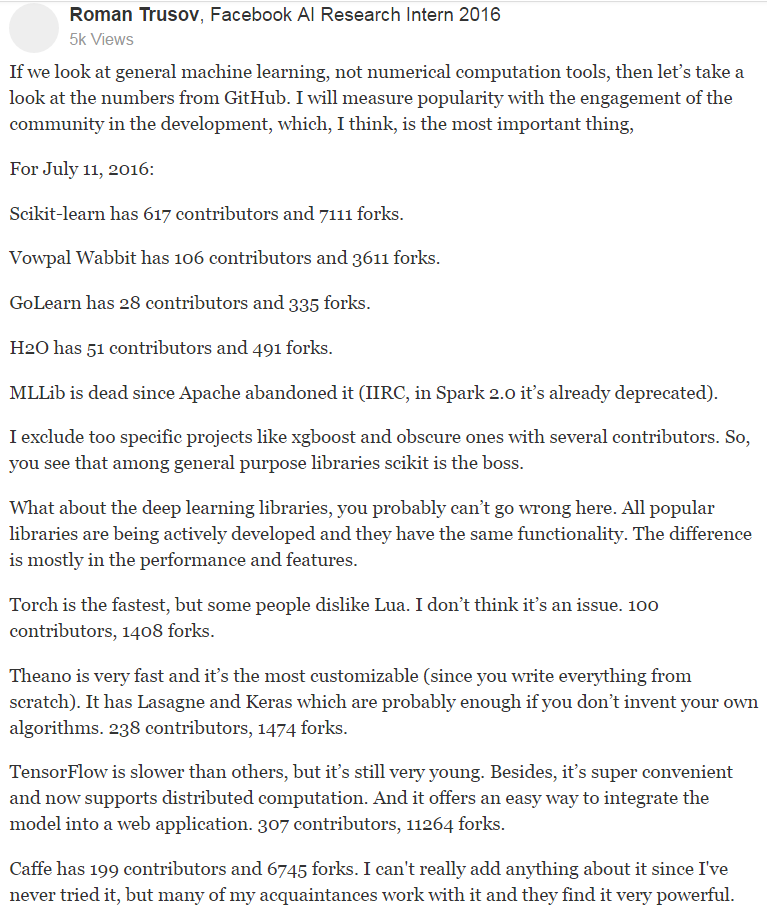 Roman Trusov, Facebook AI Research Intern 2016
5k Views
If we look at general machine learning, not numerical computation tools, then let’s take a
look at the numbers from GitHub. I will measure popularity with the engagement of the
community in the development, which, I think, is the most important thing,
For July 11, 2016:
Scikit-learn has 617 contributors and 7111 forks.
Vowpal Wabbit has 106 contributors and 3611 forks.
GoLearn has 28 contributors and 335 forks.
H2O has 51 contributors and 491 forks.
MLLib is dead since Apache abandoned it (IIRC, in Spark 2.0 it’s already deprecated).
I exclude too specific projects like xgboost and obscure ones with several contributors. So,
you see that among general purpose libraries scikit is the boss.
What about the deep learning libraries, you probably can’t go wrong here. All popular
libraries are being actively developed and they have the same functionality. The difference
is mostly in the performance and features.
Torch is the fastest, but some people dislike Lua. I don’t think it’s an issue. 100
contributors, 1408 forks.
Theano is very fast and it’s the most customizable (since you write everything from
scratch). It has Lasagne and Keras which are probably enough if you don’t invent your own
algorithms. 238 contributors, 1474 forks.
TensorFlow is slower than others, but it’s still very young. Besides, it’s super convenient
and now supports distributed computation. And it offers an easy way to integrate the
model into a web application. 307 contributors, 11264 forks.
Caffe has 199 contributors and 6745 forks. I can't really add anything about it since I've
never tried it, but many of my acquaintances work with it and they find it very powerful.